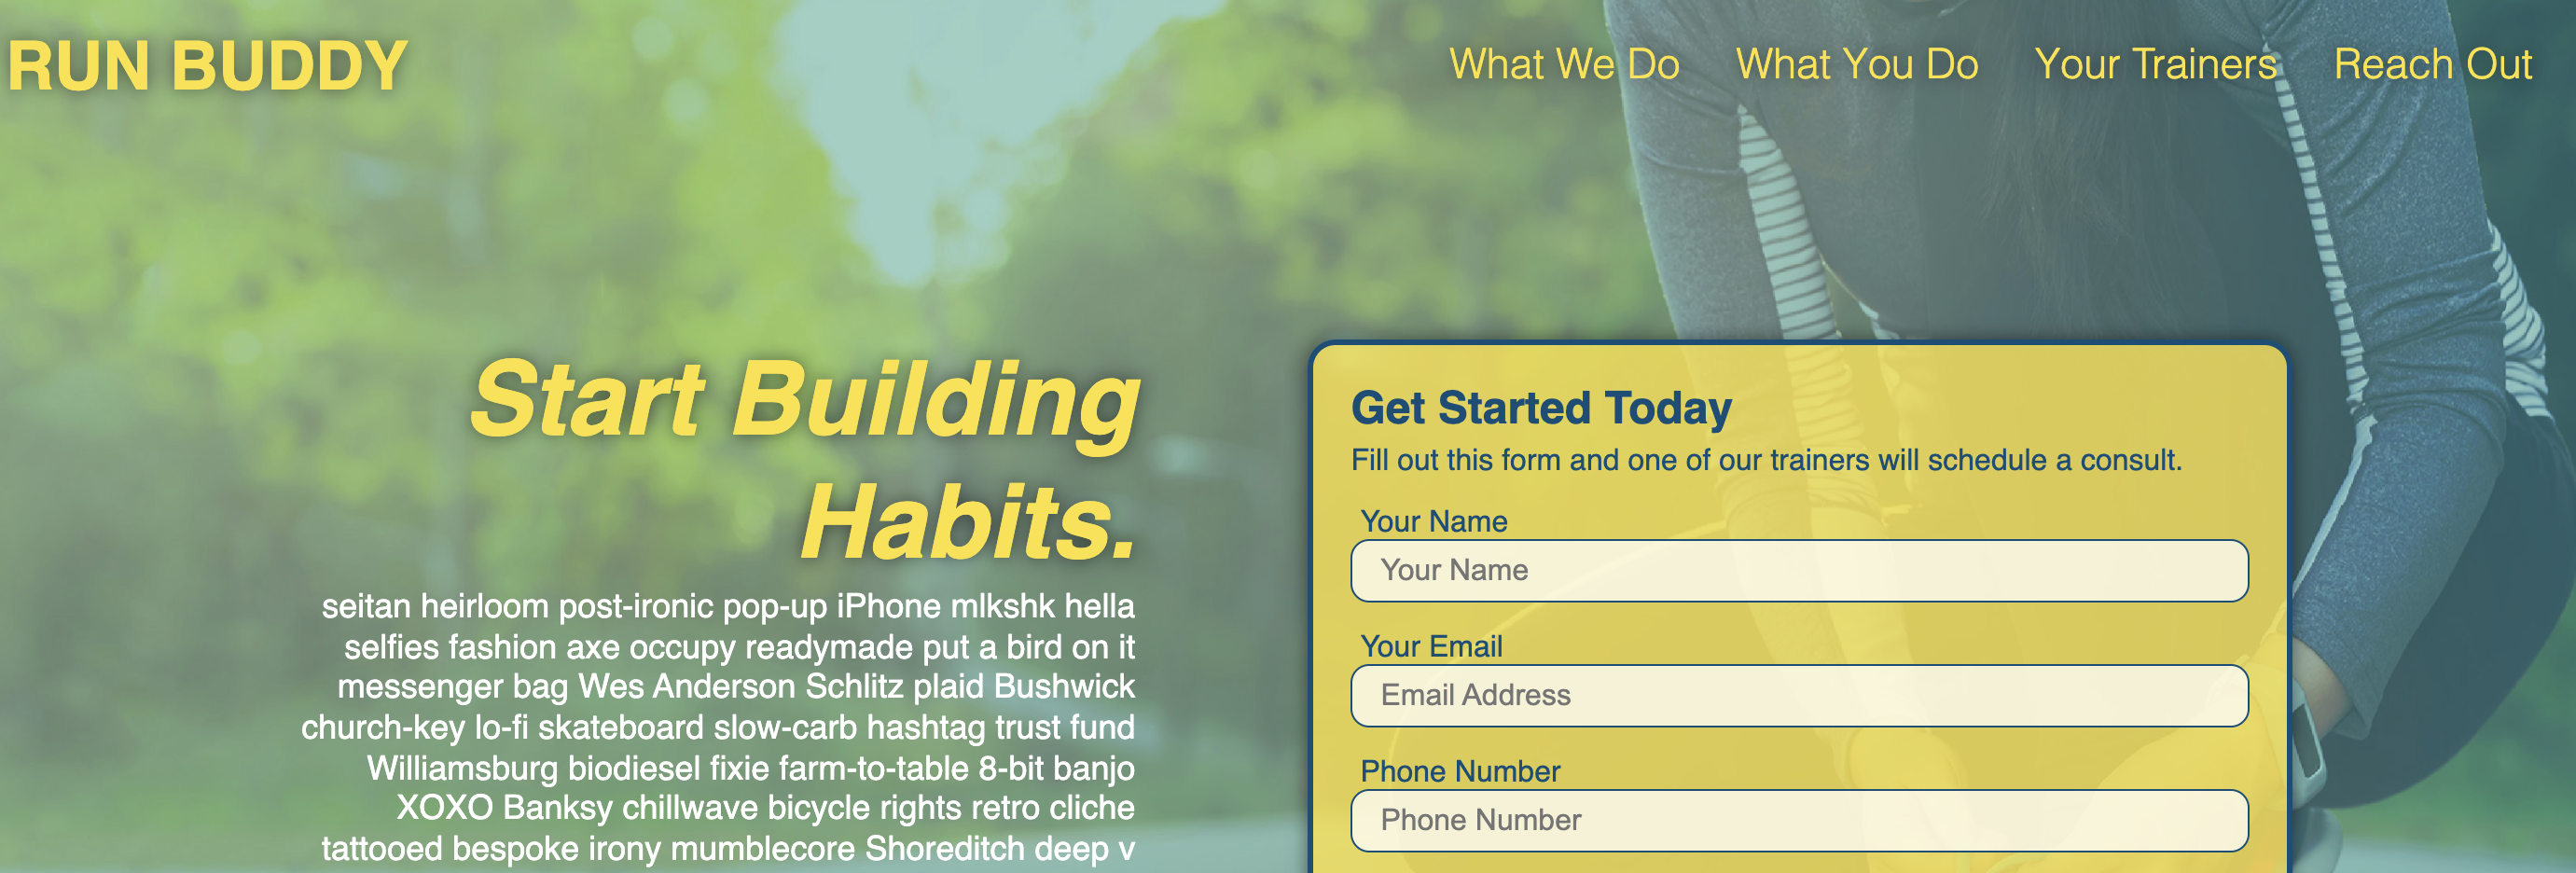 RUN BUDDY
What We Do
What You Do
Your Trainers
Reach Out
Start Building
Habits.
seitan heirloom post-ironic pop-up iPhone mlkshk hella
selfies fashion axe occupy readymade put a bird on it
messenger bag Wes Anderson Schlitz plaid Bushwick
church-key lo-fi skateboard slow-carb hashtag trust fund
Williamsburg biodiesel fixie farm-to-table 8-bit banjo
XOXO Banksy chillwave bicycle rights retro cliche
tattooed bespoke irony mumblecore Shoreditch deep v
Get Started Today
Fill out this form and one of our trainers will schedule a consult.
Your Name
Your Name
Your Email
Email Address
Phone Number
Phone Number